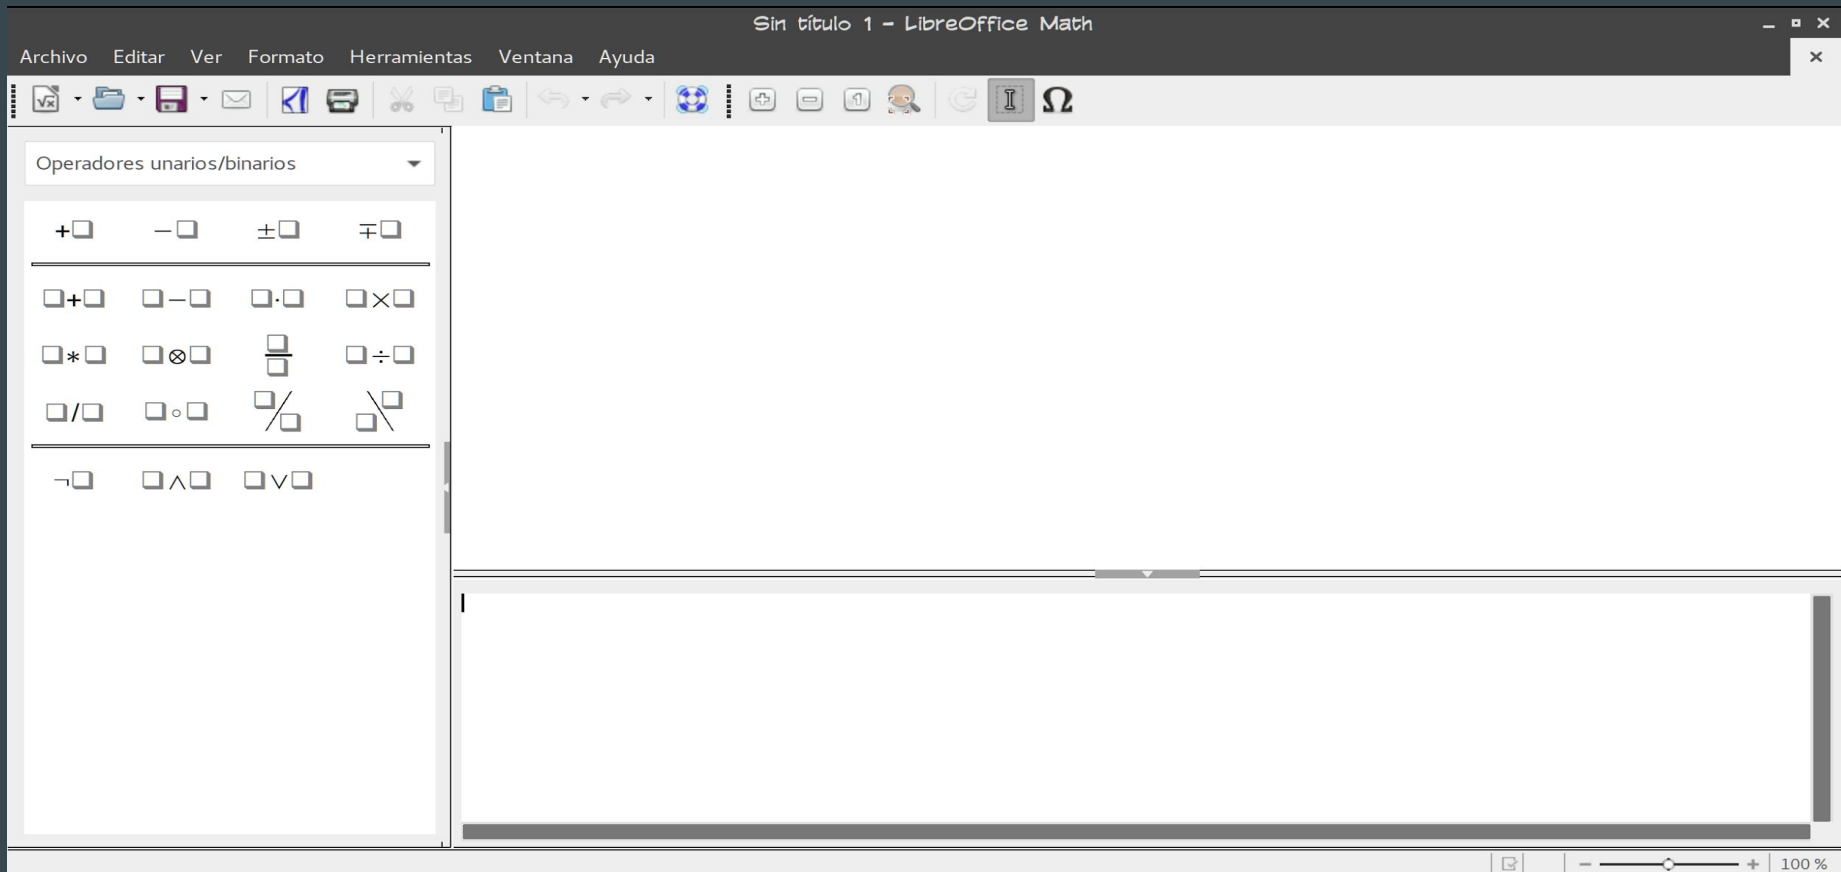 Sin título 1 - LibreOffice Math
Archivo Editar Ver Formato Herramientas Ventana Ayuda
Operadores unarios/binarios
+□ −□ ±□ ∓□
□+□ □−□ □·□ □×□
□∗□ □⊗□ □/□ □÷□
□/□ □∘□ □/□ □\□
¬□ □∧□ □∨□
100 %